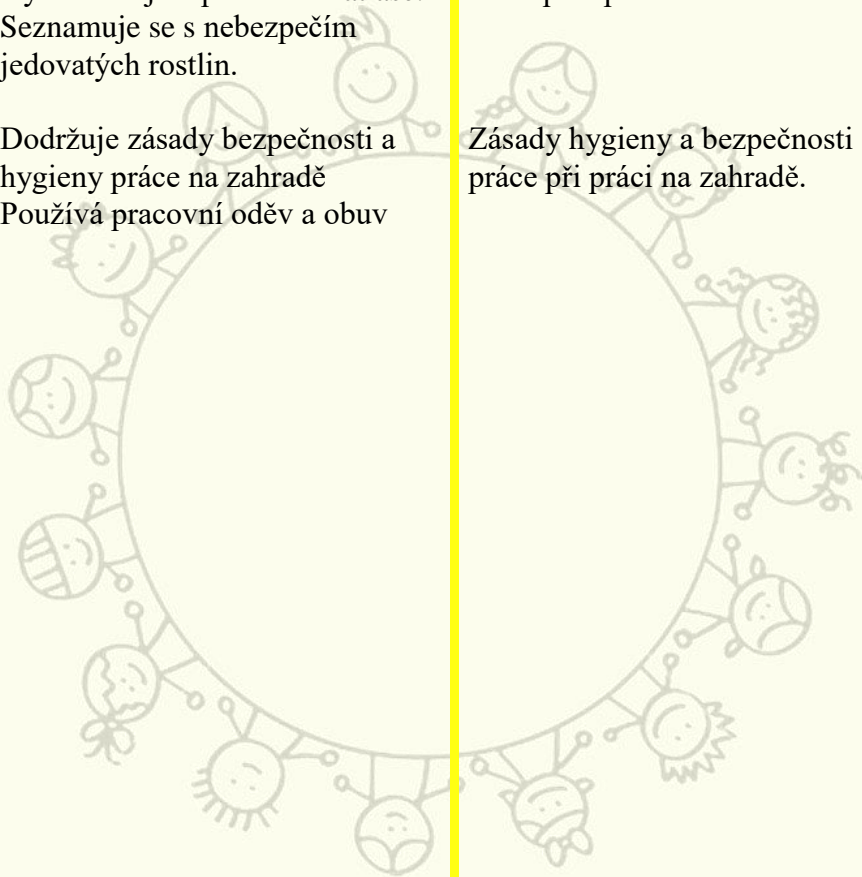 Seznamuje se s nebezpečím
jedovatých rostlin.
Dodržuje zásady bezpečnosti a
hygieny práce na zahradě
Používá pracovní oděv a obuv
Zásady hygieny a bezpečnosti
práce při práci na zahradě.